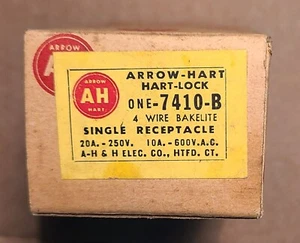 ARROW
AH
ARROW
AH
HART
ARROW-HART
HART-LOCK
ONE-7410-B
4 WIRE BAKELITE
SINGLE RECEPTACLE
20A.-250V. 10A.-600V.A.C.
A-H & H ELEC. CO., HTFD. CT.